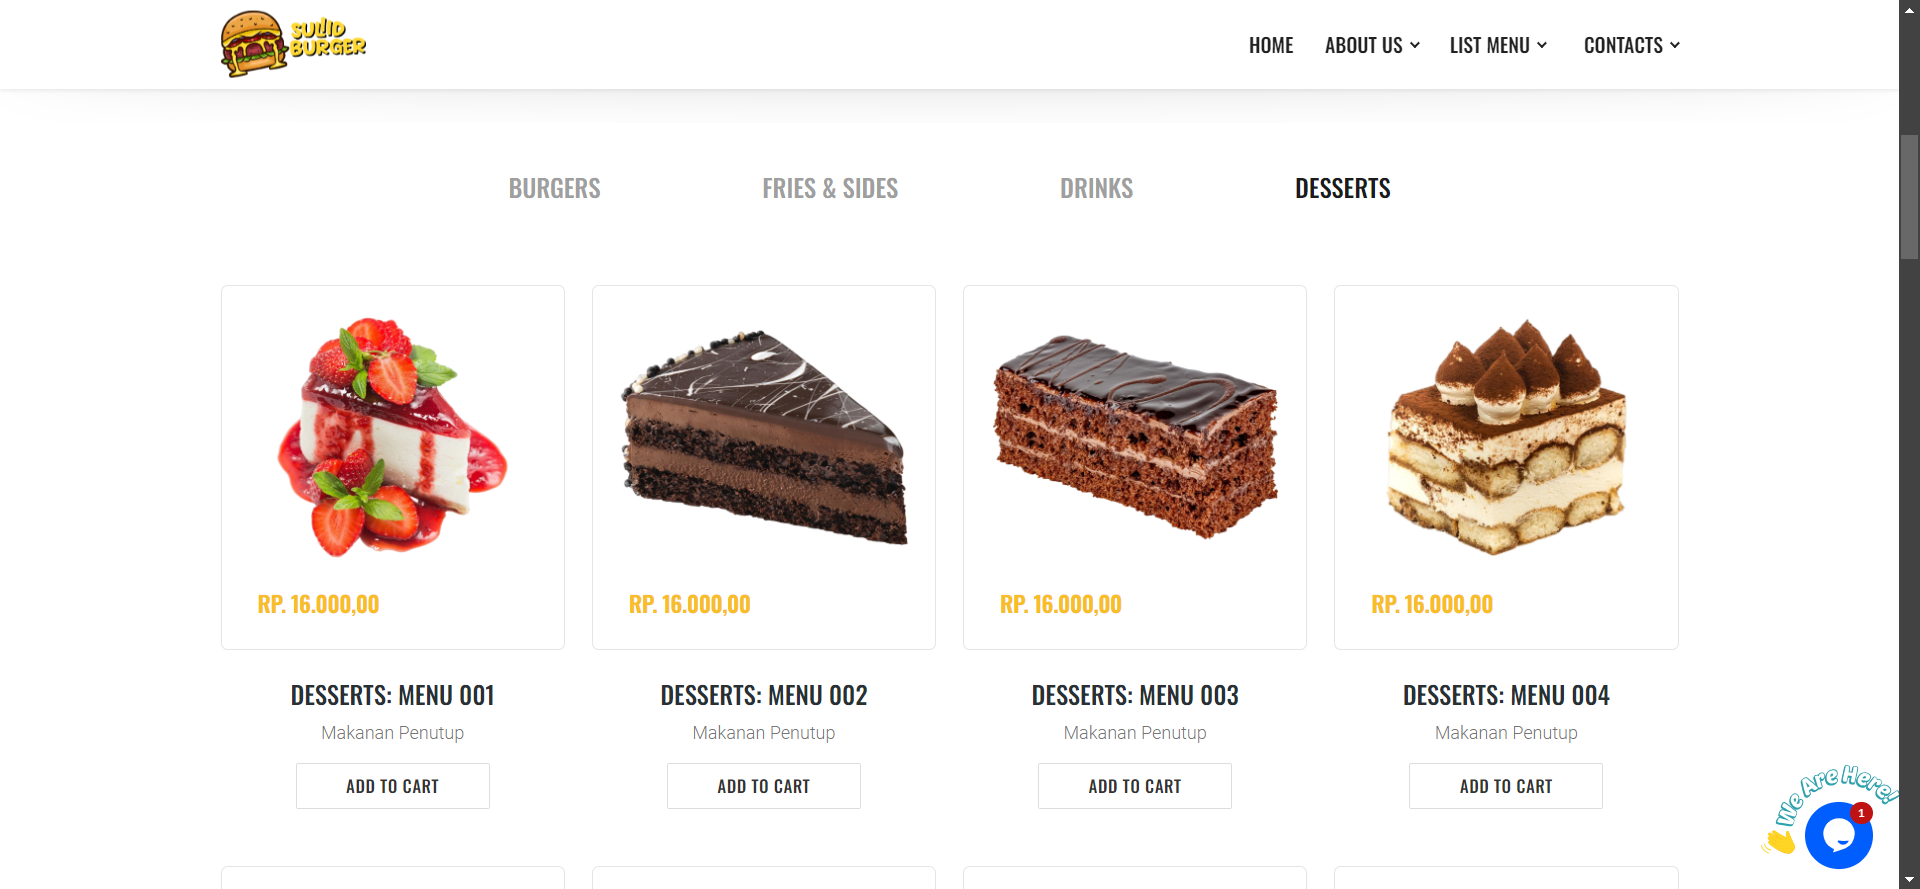 SULID
BURGER
HOME
ABOUT US
LIST MENU
CONTACTS
BURGERS
FRIES & SIDES
DRINKS
DESSERTS
RP. 16.000,00
RP. 16.000,00
RP. 16.000,00
RP. 16.000,00
DESSERTS: MENU 001
DESSERTS: MENU 002
DESSERTS: MENU 003
DESSERTS: MENU 004
Makanan Penutup
Makanan Penutup
Makanan Penutup
Makanan Penutup
ADD TO CART
ADD TO CART
ADD TO CART
ADD TO CART
We Are Here!
1